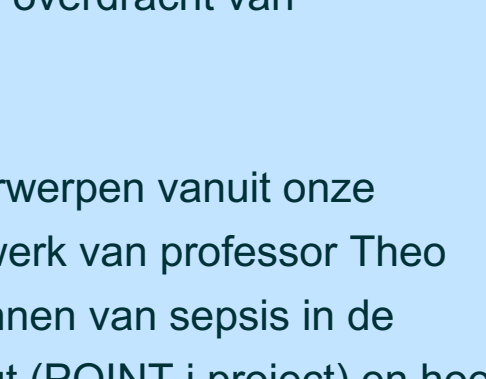 overdracht van
rwerpen vanuit onze
werk van professor Theo
nnen van sepsis in de
t (POINT-i project) en hoe